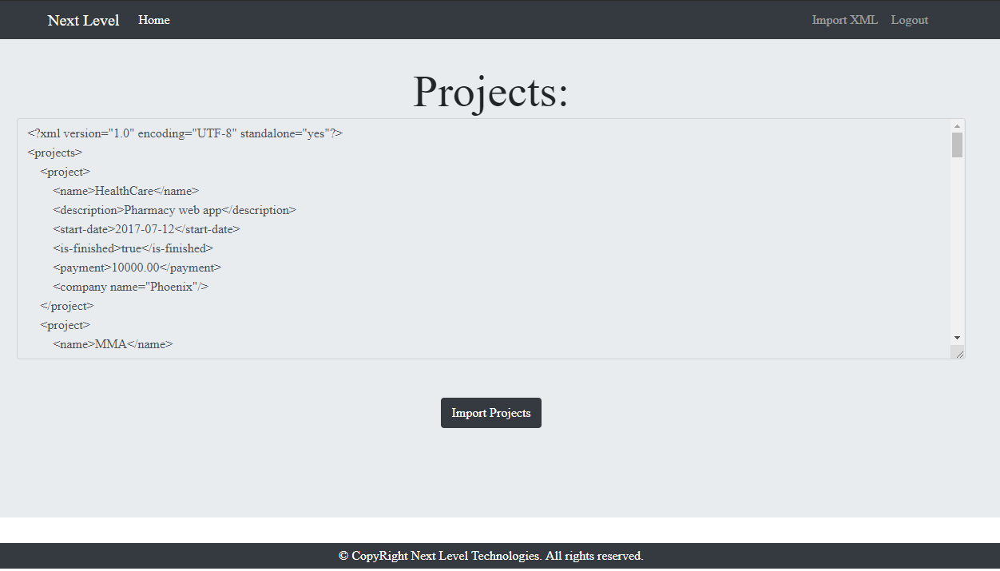 Next Level Home Import XML Logout
Projects:
<?xml version="1.0" encoding="UTF-8" standalone="yes"?>
<projects>
<project>
<name>HealthCare</name>
<description>Pharmacy web app</description>
<start-date>2017-07-12</start-date>
<is-finished>true</is-finished>
<payment>10000.00</payment>
<company name="Phoenix"/>
</project>
<project>
<name>MMA</name>
Import Projects
© CopyRight Next Level Technologies. All rights reserved.